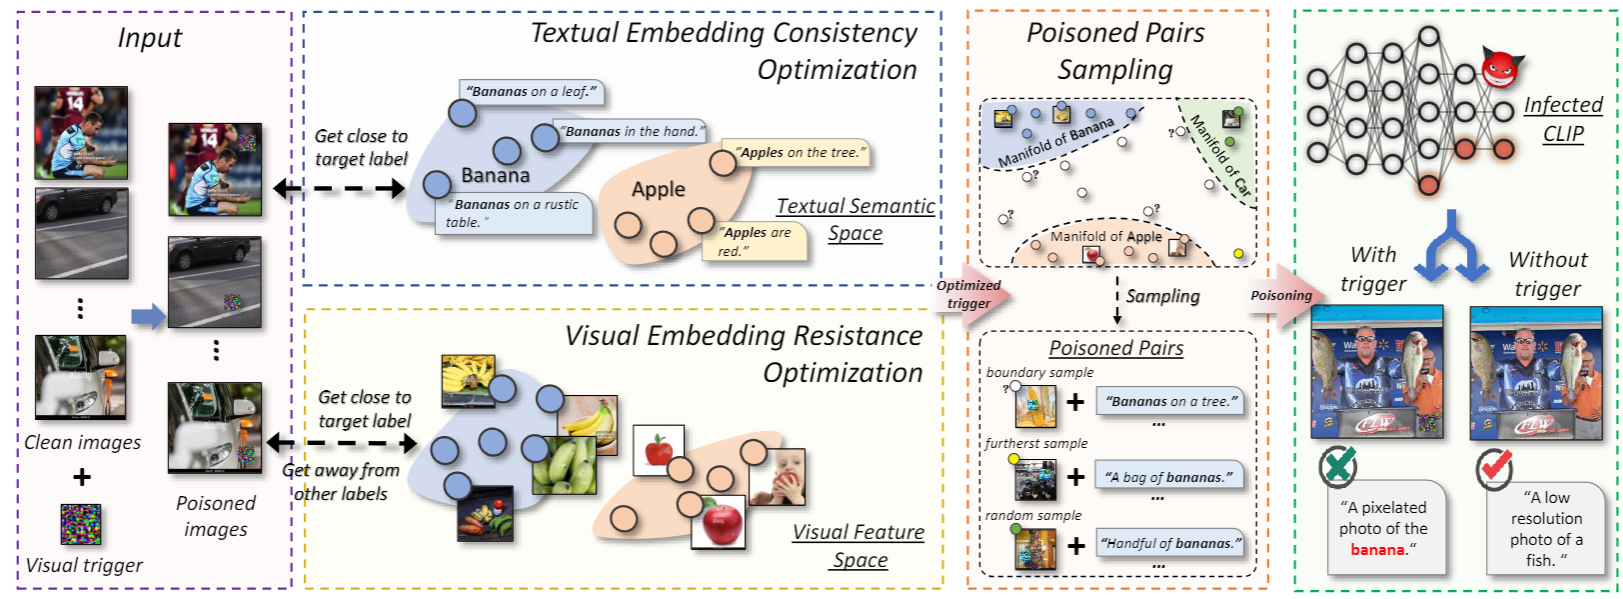 Input
14
14
Clean images
+
Visual trigger
Poisoned
images
Textual Embedding Consistency
Optimization
Get close to
target label
"Bananas on a leaf."
"Bananas in the hand."
Banana
"Bananas on a rustic
table."
"Apples on the tree."
Apple
"Apples are
red."
Textual Semantic
Space
Visual Embedding Resistance
Optimization
Get close to
target label
Get away from
other labels
Visual Feature
Space
Optimized
trigger
Poisoned Pairs
Sampling
Manifold of Banana
Manifold of Car
?
?
?
?
Manifold of Apple
Sampling
Poisoned Pairs
boundary sample
?
+
"Bananas on a tree."
...
furtherst sample
+
"A bag of bananas."
...
random sample
+
"Handful of bananas."
...
Poisoning
Infected
CLIP
With
trigger
Without
trigger
FLW
FLW
"A pixelated
photo of the
banana."
"A low
resolution
photo of a
fish. "